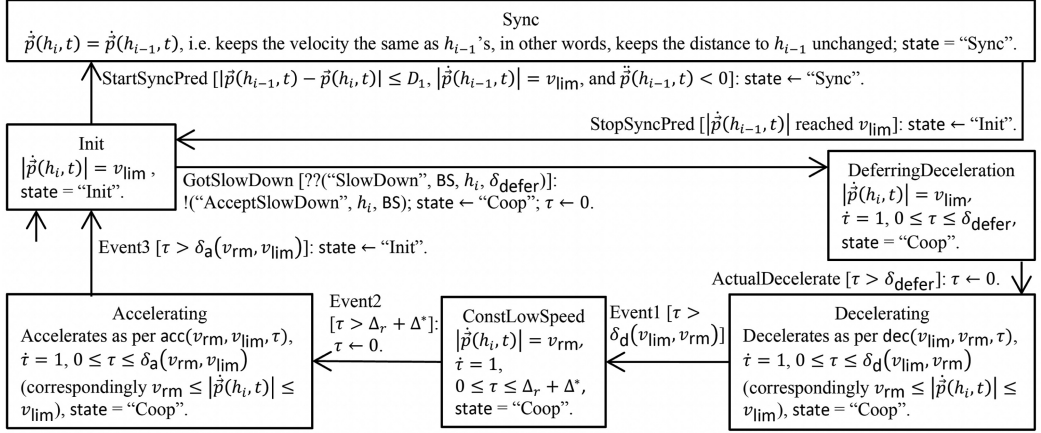 Sync
$\dot{\vec{p}}(h_i, t) = \dot{\vec{p}}(h_{i-1}, t)$, i.e. keeps the velocity the same as $h_{i-1}$'s, in other words, keeps the distance to $h_{i-1}$ unchanged; state = “Sync”.
StartSyncPred [$|\vec{p}(h_{i-1}, t) - \vec{p}(h_i, t)| \leq D_1$, $|\dot{\vec{p}}(h_{i-1}, t)| = v_{\text{lim}}$, and $\ddot{\vec{p}}(h_{i-1}, t) < 0$]: state ← “Sync”.
StopSyncPred [$|\dot{\vec{p}}(h_{i-1}, t)|$ reached $v_{\text{lim}}$]: state ← “Init”.
Init
$|\dot{\vec{p}}(h_i, t)| = v_{\text{lim}}$ ,
state = “Init”.
GotSlowDown [??(“SlowDown”, BS, $h_i$, $\delta_{\text{defer}}$)]:
!(“AcceptSlowDown”, $h_i$, BS); state ← “Coop”; $\tau$ ← 0.
DeferringDeceleration
$|\dot{\vec{p}}(h_i, t)| = v_{\text{lim}}$,
$\dot{\tau} = 1, 0 \leq \tau \leq \delta_{\text{defer}}$,
state = “Coop”.
Event3 [$\tau > \delta_{\text{a}}(v_{\text{rm}}, v_{\text{lim}})$]: state ← “Init”.
ActualDecelerate [$\tau > \delta_{\text{defer}}$]: $\tau$ ← 0.
Accelerating
Accelerates as per acc($v_{\text{rm}}, v_{\text{lim}}, \tau$),
$\dot{\tau} = 1, 0 \leq \tau \leq \delta_{\text{a}}(v_{\text{rm}}, v_{\text{lim}})$
(correspondingly $v_{\text{rm}} \leq |\dot{\vec{p}}(h_i, t)| \leq$
$v_{\text{lim}}$), state = “Coop”.
Event2
[$\tau > \Delta_r + \Delta^*$]:
$\tau$ ← 0.
ConstLowSpeed
$|\dot{\vec{p}}(h_i, t)| = v_{\text{rm}}$,
$\dot{\tau} = 1$,
$0 \leq \tau \leq \Delta_r + \Delta^*$,
state = “Coop”.
Event1 [$\tau >$
$\delta_{\text{d}}(v_{\text{lim}}, v_{\text{rm}})$]
Decelerating
Decelerates as per dec($v_{\text{lim}}, v_{\text{rm}}, \tau$),
$\dot{\tau} = 1, 0 \leq \tau \leq \delta_{\text{d}}(v_{\text{lim}}, v_{\text{rm}})$
(correspondingly $v_{\text{rm}} \leq |\dot{\vec{p}}(h_i, t)| \leq$
$v_{\text{lim}}$), state = “Coop”.